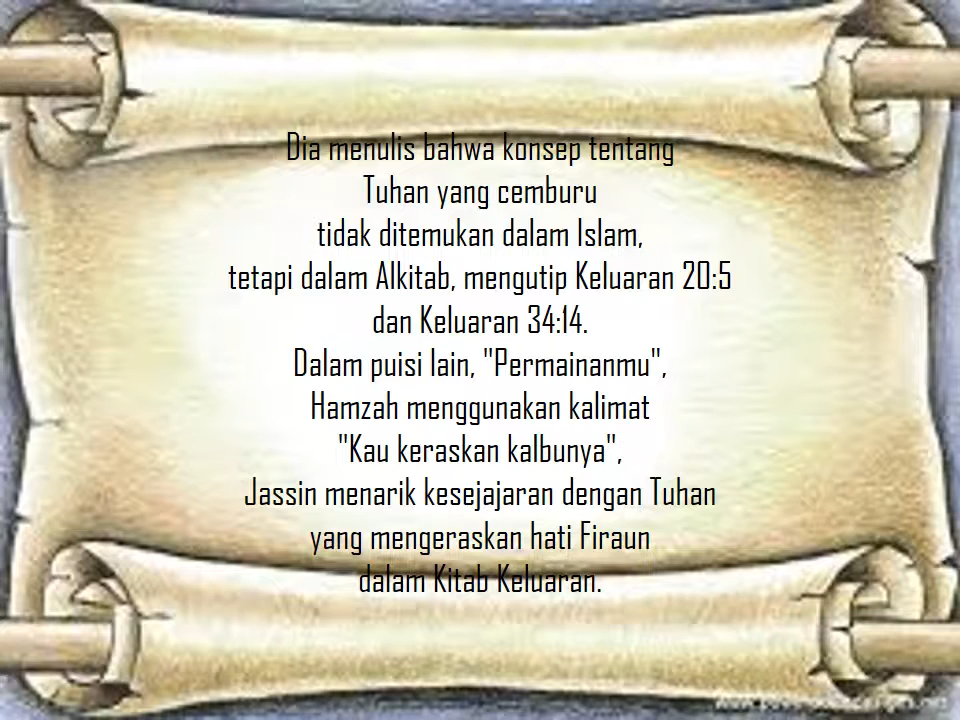 Dia menulis bahwa konsep tentang
Tuhan yang cemburu
tidak ditemukan dalam Islam,
tetapi dalam Alkitab, mengutip Keluaran 20:5
dan Keluaran 34:14.
Dalam puisi lain, "Permainanmu",
Hamzah menggunakan kalimat
"Kau keraskan kalbunya",
Jassin menarik kesejajaran dengan Tuhan
yang mengeraskan hati Firaun
dalam Kitab Keluaran.